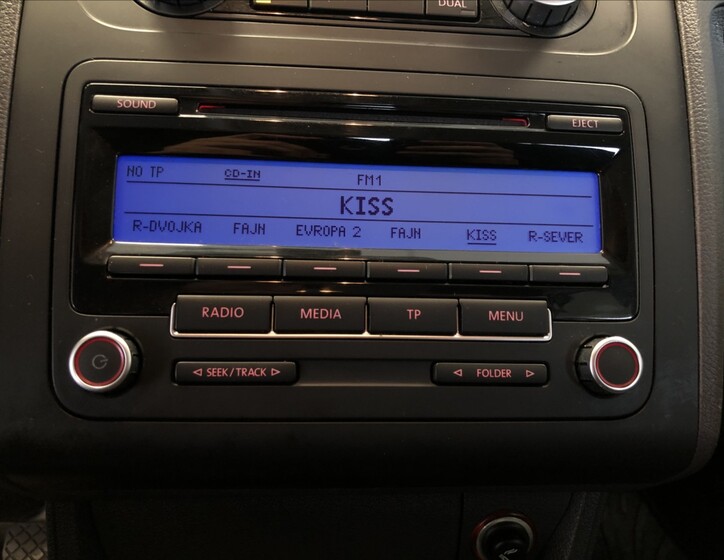 DUAL
SOUND
EJECT
NO TP CD-IN FM1
KISS
R-DVOJKA FAJN EVROPA 2 FAJN KISS R-SEVER
RADIO MEDIA TP MENU
◁ SEEK/TRACK ▷ ◁ FOLDER ▷